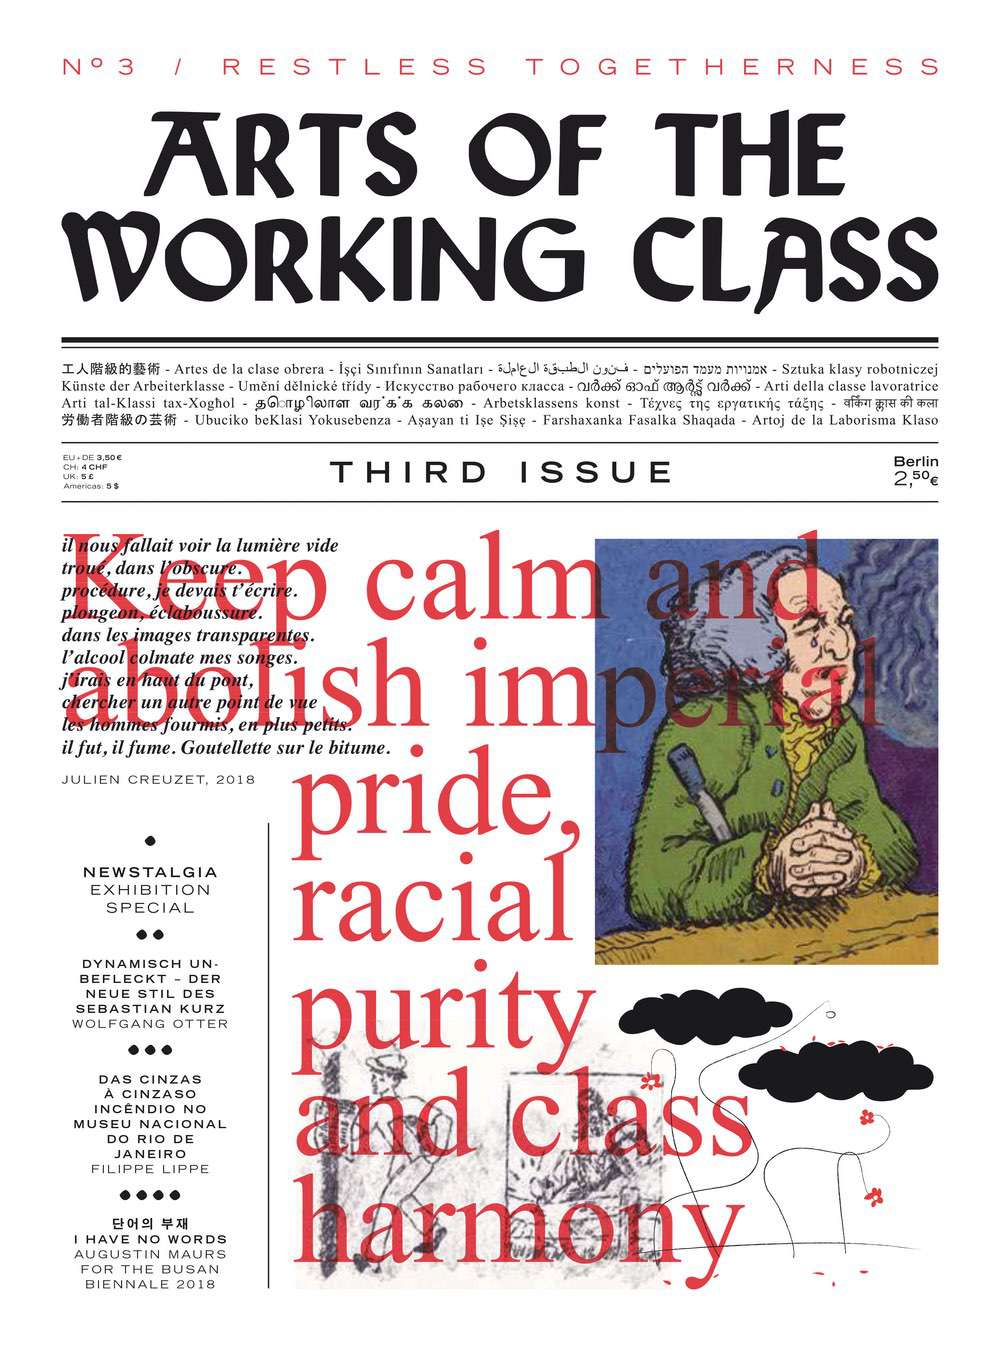 Nº3 / RESTLESS TOGETHERNESS
ARTS OF THE
WORKING CLASS
工人階級的藝術 - Artes de la clase obrera - İşçi Sınıfının Sanatları - فنون الطبقة العاملة - אמנויות מעמד הפועלים - Sztuka klasy robotniczej
Künste der Arbeiterklasse - Umění dělnické třídy - Искусство рабочего класса - വർക്ക് ഓഫ് ആർട്ട് വർക്ക് - Arti della classe lavoratrice
Arti tal-Klassi tax-Xogħol - தொழிலாள வர்க்க கலை - Arbetsklassens konst - Τέχνες της εργατικής τάξης - वर्किंग क्लास की कला
労働者階級の芸術 - Ubuciko beKlasi Yokusebenza - Aşayan ti Işe Şişę - Farshaxanka Fasalka Shaqada - Artoj de la Laborisma Klaso
EU+DE 3,50 €
CH: 4 CHF
UK: 5 £
Americas: 5 $
THIRD ISSUE
Berlin
2,50€
il nous fallait voir la lumière vide
troué, dans l'obscure.
procédure, je devais t'écrire.
plongeon, éclaboussure.
dans les images transparentes.
l'alcool colmate mes songes.
j'irais en haut du pont,
chercher un autre point de vue
les hommes fourmis, en plus petits.
il fut, il fume. Goutellette sur le bitume.
JULIEN CREUZET, 2018
Keep calm and
abolish imperial
pride,
racial
purity
and class
harmony
NEWSTALGIA
EXHIBITION
SPECIAL
DYNAMISCH UN-
BEFLECKT – DER
NEUE STIL DES
SEBASTIAN KURZ
WOLFGANG OTTER
DAS CINZAS
À CINZASO
INCÊNDIO NO
MUSEU NACIONAL
DO RIO DE
JANEIRO
FILIPPE LIPPE
단어의 부재
I HAVE NO WORDS
AUGUSTIN MAURS
FOR THE BUSAN
BIENNALE 2018